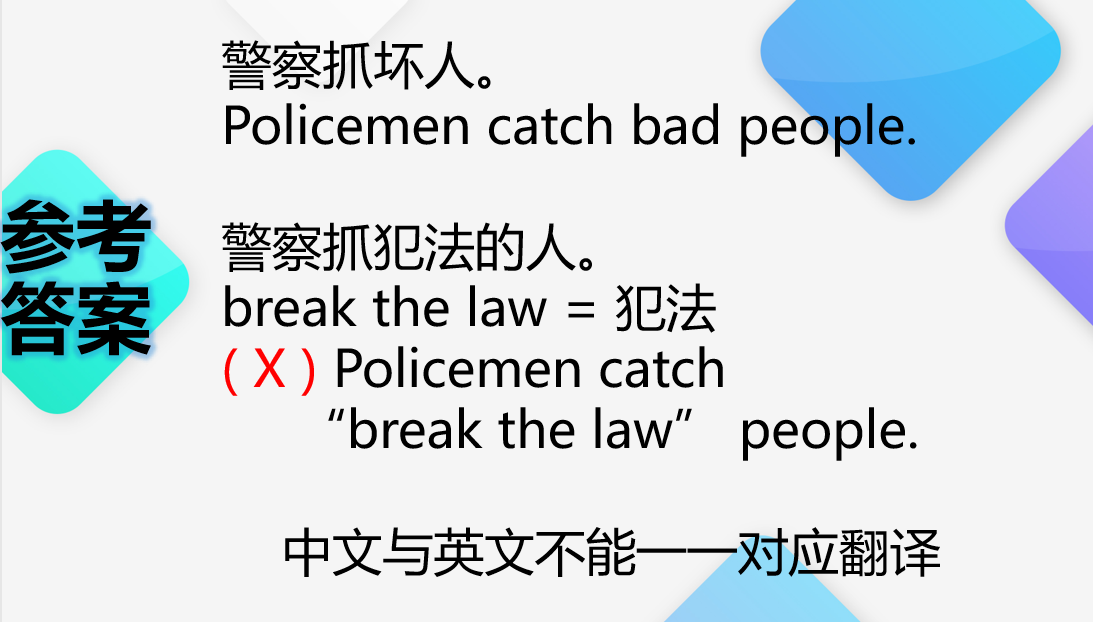 警察抓坏人。
Policemen catch bad people.
参考
答案
警察抓犯法的人。
break the law = 犯法
( X ) Policemen catch
“break the law” people.
中文与英文不能一一对应翻译